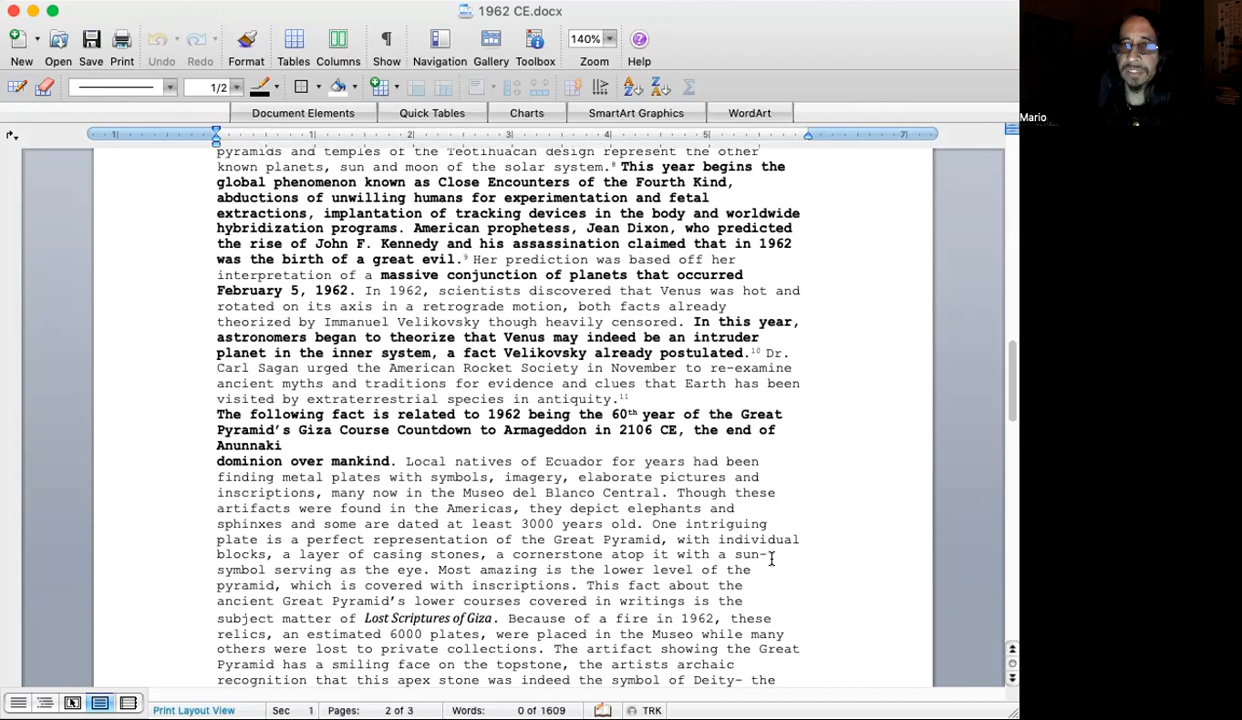 1962 CE.docx
New Open Save Print Undo Redo Format Tables Columns Show Navigation Gallery Toolbox Zoom Help
140%
1/2
Document Elements Quick Tables Charts SmartArt Graphics WordArt
1 1 2 3 4 5 7
Mario
pyramids and temples of the Teotihuacan design represent the other
known planets, sun and moon of the solar system.8 This year begins the
global phenomenon known as Close Encounters of the Fourth Kind,
abductions of unwilling humans for experimentation and fetal
extractions, implantation of tracking devices in the body and worldwide
hybridization programs. American prophetess, Jean Dixon, who predicted
the rise of John F. Kennedy and his assassination claimed that in 1962
was the birth of a great evil.9 Her prediction was based off her
interpretation of a massive conjunction of planets that occurred
February 5, 1962. In 1962, scientists discovered that Venus was hot and
rotated on its axis in a retrograde motion, both facts already
theorized by Immanuel Velikovsky though heavily censored. In this year,
astronomers began to theorize that Venus may indeed be an intruder
planet in the inner system, a fact Velikovsky already postulated.10 Dr.
Carl Sagan urged the American Rocket Society in November to re-examine
ancient myths and traditions for evidence and clues that Earth has been
visited by extraterrestrial species in antiquity.11
The following fact is related to 1962 being the 60th year of the Great
Pyramid's Giza Course Countdown to Armageddon in 2106 CE, the end of
Anunnaki
dominion over mankind. Local natives of Ecuador for years had been
finding metal plates with symbols, imagery, elaborate pictures and
inscriptions, many now in the Museo del Blanco Central. Though these
artifacts were found in the Americas, they depict elephants and
sphinxes and some are dated at least 3000 years old. One intriguing
plate is a perfect representation of the Great Pyramid, with individual
blocks, a layer of casing stones, a cornerstone atop it with a sun-
symbol serving as the eye. Most amazing is the lower level of the
pyramid, which is covered with inscriptions. This fact about the
ancient Great Pyramid's lower courses covered in writings is the
subject matter of Lost Scriptures of Giza. Because of a fire in 1962, these
relics, an estimated 6000 plates, were placed in the Museo while many
others were lost to private collections. The artifact showing the Great
Pyramid has a smiling face on the topstone, the artists archaic
recognition that this apex stone was indeed the symbol of Deity- the
Print Layout View Sec 1 Pages: 2 of 3 Words: 0 of 1609 TRK